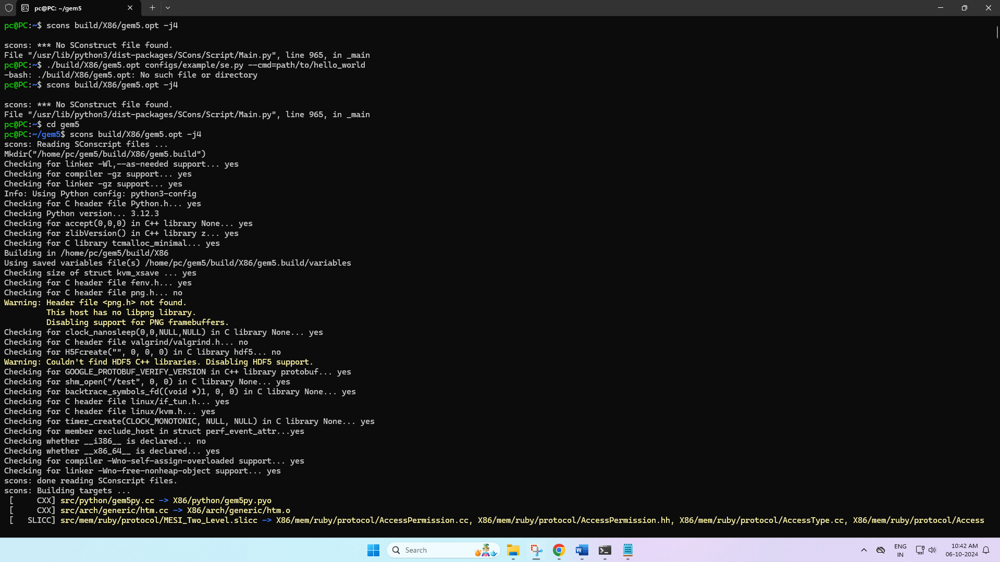 pc@PC: ~/gem5
pc@PC:~$ scons build/X86/gem5.opt -j4
scons: *** No SConstruct file found.
File "/usr/lib/python3/dist-packages/SCons/Script/Main.py", line 965, in _main
pc@PC:~$ ./build/X86/gem5.opt configs/example/se.py --cmd=path/to/hello_world
-bash: ./build/X86/gem5.opt: No such file or directory
pc@PC:~$ scons build/X86/gem5.opt -j4
scons: *** No SConstruct file found.
File "/usr/lib/python3/dist-packages/SCons/Script/Main.py", line 965, in _main
pc@PC:~$ cd gem5
pc@PC:~/gem5$ scons build/X86/gem5.opt -j4
scons: Reading SConscript files ...
Mkdir("/home/pc/gem5/build/X86/gem5.build")
Checking for linker -Wl,--as-needed support... yes
Checking for compiler -gz support... yes
Checking for linker -gz support... yes
Info: Using Python config: python3-config
Checking for C header file Python.h... yes
Checking Python version... 3.12.3
Checking for accept(0,0,0) in C++ library None... yes
Checking for zlibVersion() in C++ library z... yes
Checking for C library tcmalloc_minimal... yes
Building in /home/pc/gem5/build/X86
Using saved variables file(s) /home/pc/gem5/build/X86/gem5.build/variables
Checking size of struct kvm_xsave ... yes
Checking for C header file fenv.h... yes
Checking for C header file png.h... no
Warning: Header file <png.h> not found.
This host has no libpng library.
Disabling support for PNG framebuffers.
Checking for clock_nanosleep(0,0,NULL,NULL) in C library None... yes
Checking for C header file valgrind/valgrind.h... no
Checking for H5Fcreate("", 0, 0, 0) in C library hdf5... no
Warning: Couldn't find HDF5 C++ libraries. Disabling HDF5 support.
Checking for GOOGLE_PROTOBUF_VERIFY_VERSION in C++ library protobuf... yes
Checking for shm_open("/test", 0, 0) in C library None... yes
Checking for backtrace_symbols_fd((void *)1, 0, 0) in C library None... yes
Checking for C header file linux/if_tun.h... yes
Checking for C header file linux/kvm.h... yes
Checking for timer_create(CLOCK_MONOTONIC, NULL, NULL) in C library None... yes
Checking for member exclude_host in struct perf_event_attr...yes
Checking whether __i386__ is declared... no
Checking whether __x86_64__ is declared... yes
Checking for compiler -Wno-self-assign-overloaded support... yes
Checking for linker -Wno-free-nonheap-object support... yes
scons: done reading SConscript files.
scons: Building targets ...
[     CXX] src/python/gem5py.cc -> X86/python/gem5py.pyo
[     CXX] src/arch/generic/htm.cc -> X86/arch/generic/htm.o
[   SLICC] src/mem/ruby/protocol/MESI_Two_Level.slicc -> X86/mem/ruby/protocol/AccessPermission.cc, X86/mem/ruby/protocol/AccessPermission.hh, X86/mem/ruby/protocol/AccessType.cc, X86/mem/ruby/protocol/Access
Search
ENG
IN
10:42 AM
06-10-2024